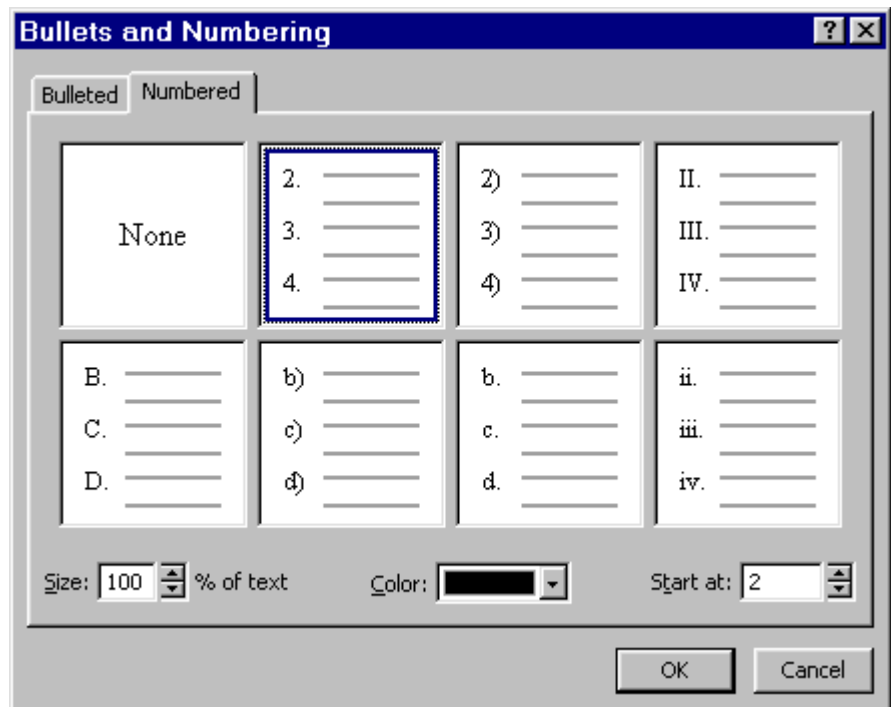 Bullets and Numbering
Bulleted Numbered
None
2.
3.
4.
2)
3)
4)
II.
III.
IV.
B.
C.
D.
b)
c)
d)
b.
c.
d.
ii.
iii.
iv.
Size: 100 % of text Color: Start at: 2
OK Cancel